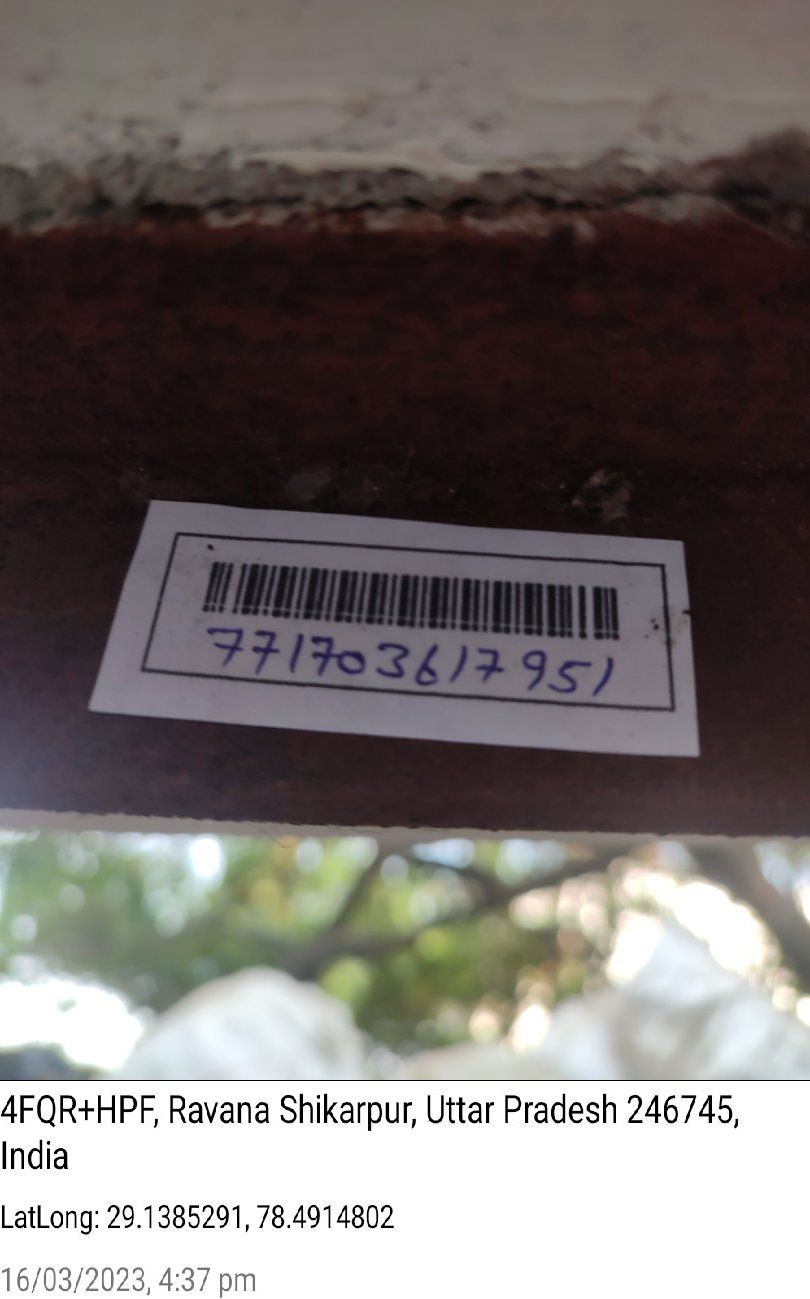 771703617951
4FQR+HPF, Ravana Shikarpur, Uttar Pradesh 246745,
India
LatLong: 29.1385291, 78.4914802
16/03/2023, 4:37 pm